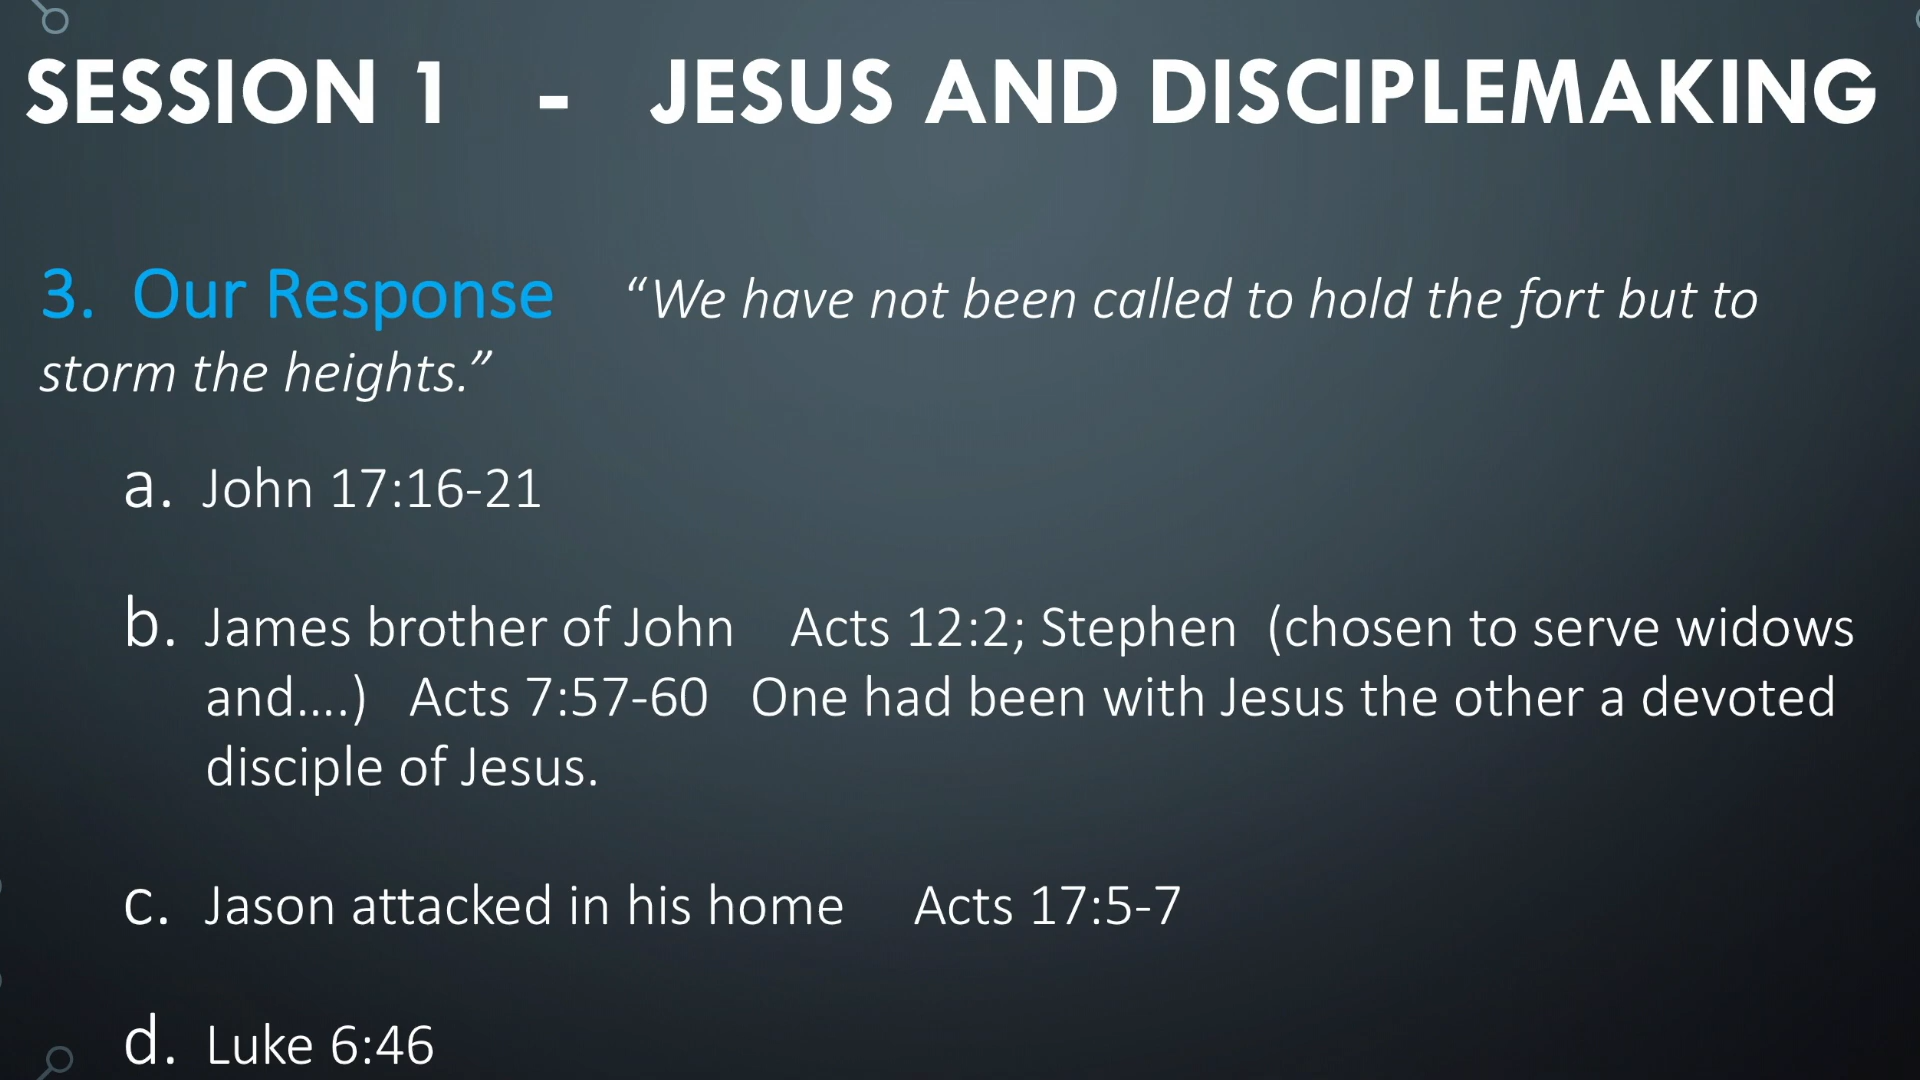 SESSION 1 - JESUS AND DISCIPLEMAKING
3. Our Response “We have not been called to hold the fort but to
storm the heights.”
a. John 17:16-21
b. James brother of John Acts 12:2; Stephen (chosen to serve widows
and....) Acts 7:57-60 One had been with Jesus the other a devoted
disciple of Jesus.
c. Jason attacked in his home Acts 17:5-7
d. Luke 6:46